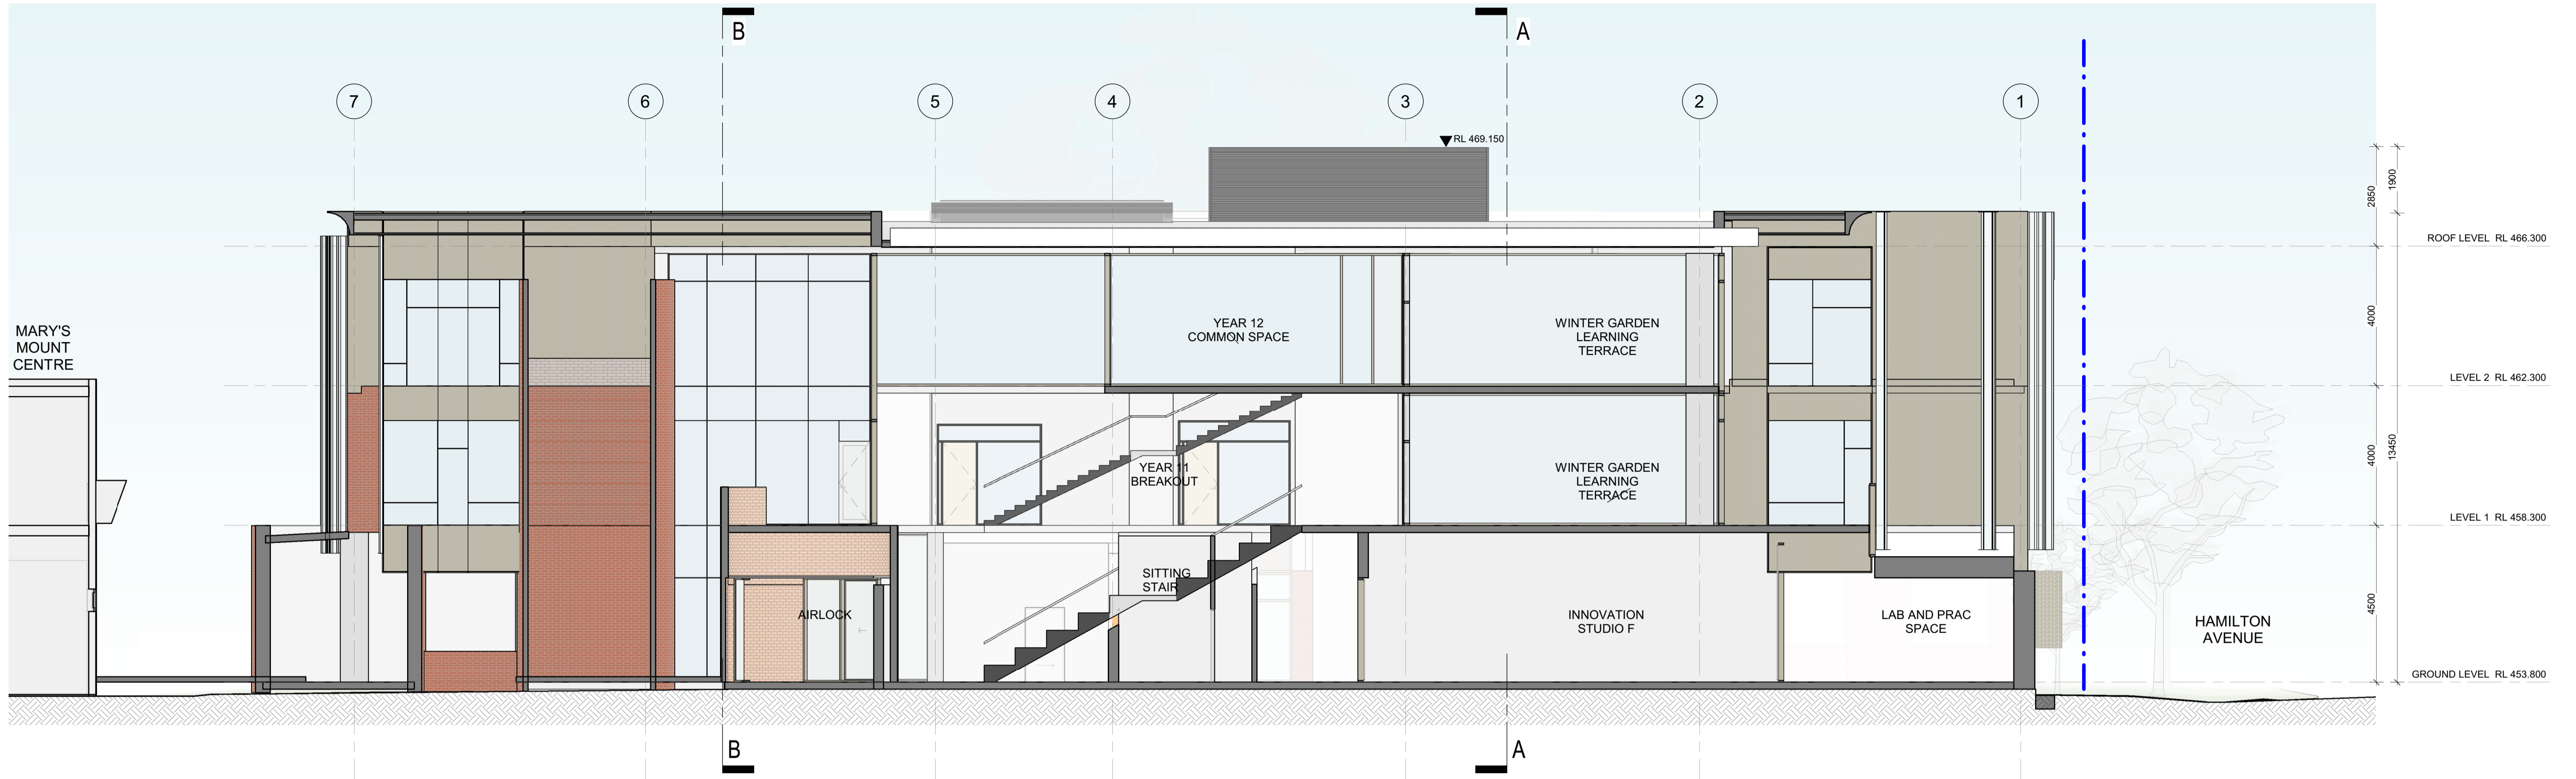 B
A
7
6
5
4
3
2
1
RL 469.150
2850
1900
ROOF LEVEL RL 466.300
MARY'S
MOUNT
CENTRE
YEAR 12
COMMON SPACE
WINTER GARDEN
LEARNING
TERRACE
4000
LEVEL 2 RL 462.300
YEAR 11
BREAKOUT
WINTER GARDEN
LEARNING
TERRACE
4000
13450
LEVEL 1 RL 458.300
SITTING
STAIR
AIRLOCK
INNOVATION
STUDIO F
LAB AND PRAC
SPACE
4500
HAMILTON
AVENUE
GROUND LEVEL RL 453.800
B
A